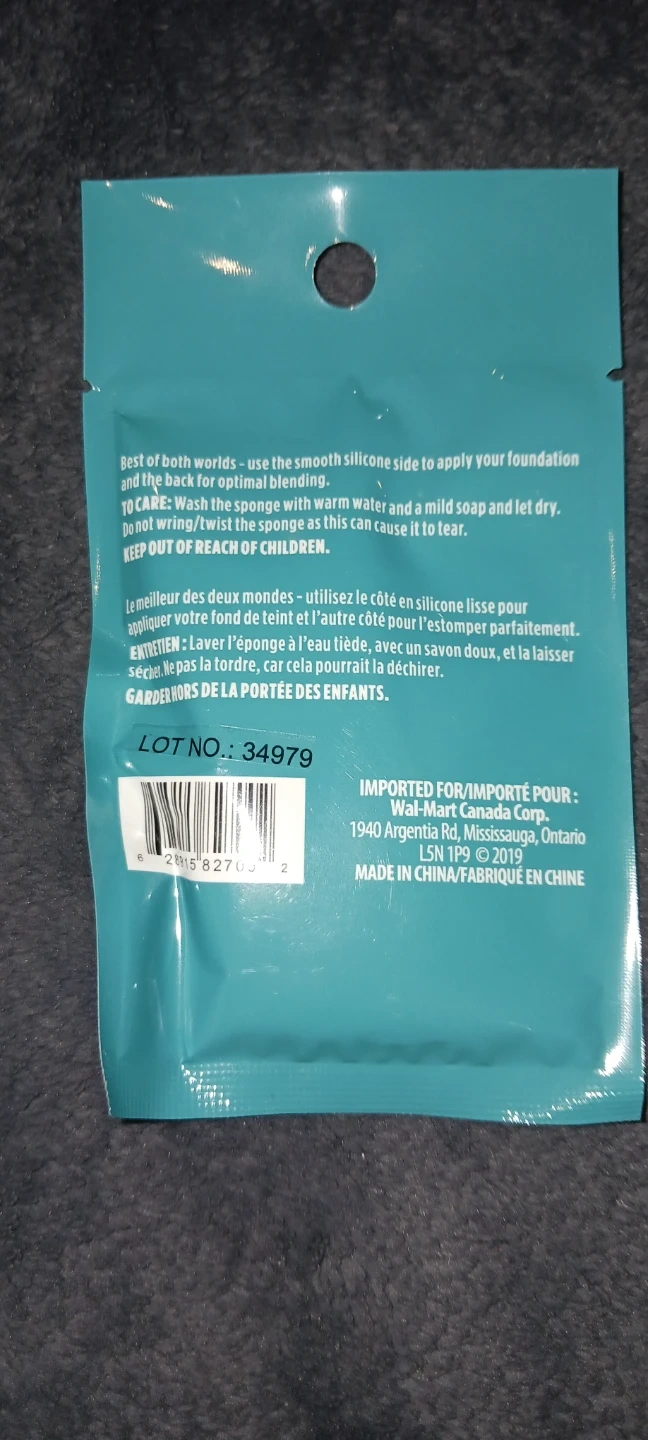 Best of both worlds - use the smooth silicone side to apply your foundation
and the back for optimal blending.
TO CARE: Wash the sponge with warm water and a mild soap and let dry.
Do not wring/twist the sponge as this can cause it to tear.
KEEP OUT OF REACH OF CHILDREN.
Le meilleur des deux mondes - utilisez le côté en silicone lisse pour
appliquer votre fond de teint et l'autre côté pour l'estomper parfaitement.
ENTRETIEN : Laver l'éponge à l'eau tiède, avec un savon doux, et la laisser
sécher. Ne pas la tordre, car cela pourrait la déchirer.
GARDER HORS DE LA PORTÉE DES ENFANTS.
LOT NO.: 34979
6 2
IMPORTED FOR/IMPORTÉ POUR :
Wal-Mart Canada Corp.
1940 Argentia Rd, Mississauga, Ontario
L5N 1P9 © 2019
MADE IN CHINA/FABRIQUÉ EN CHINE